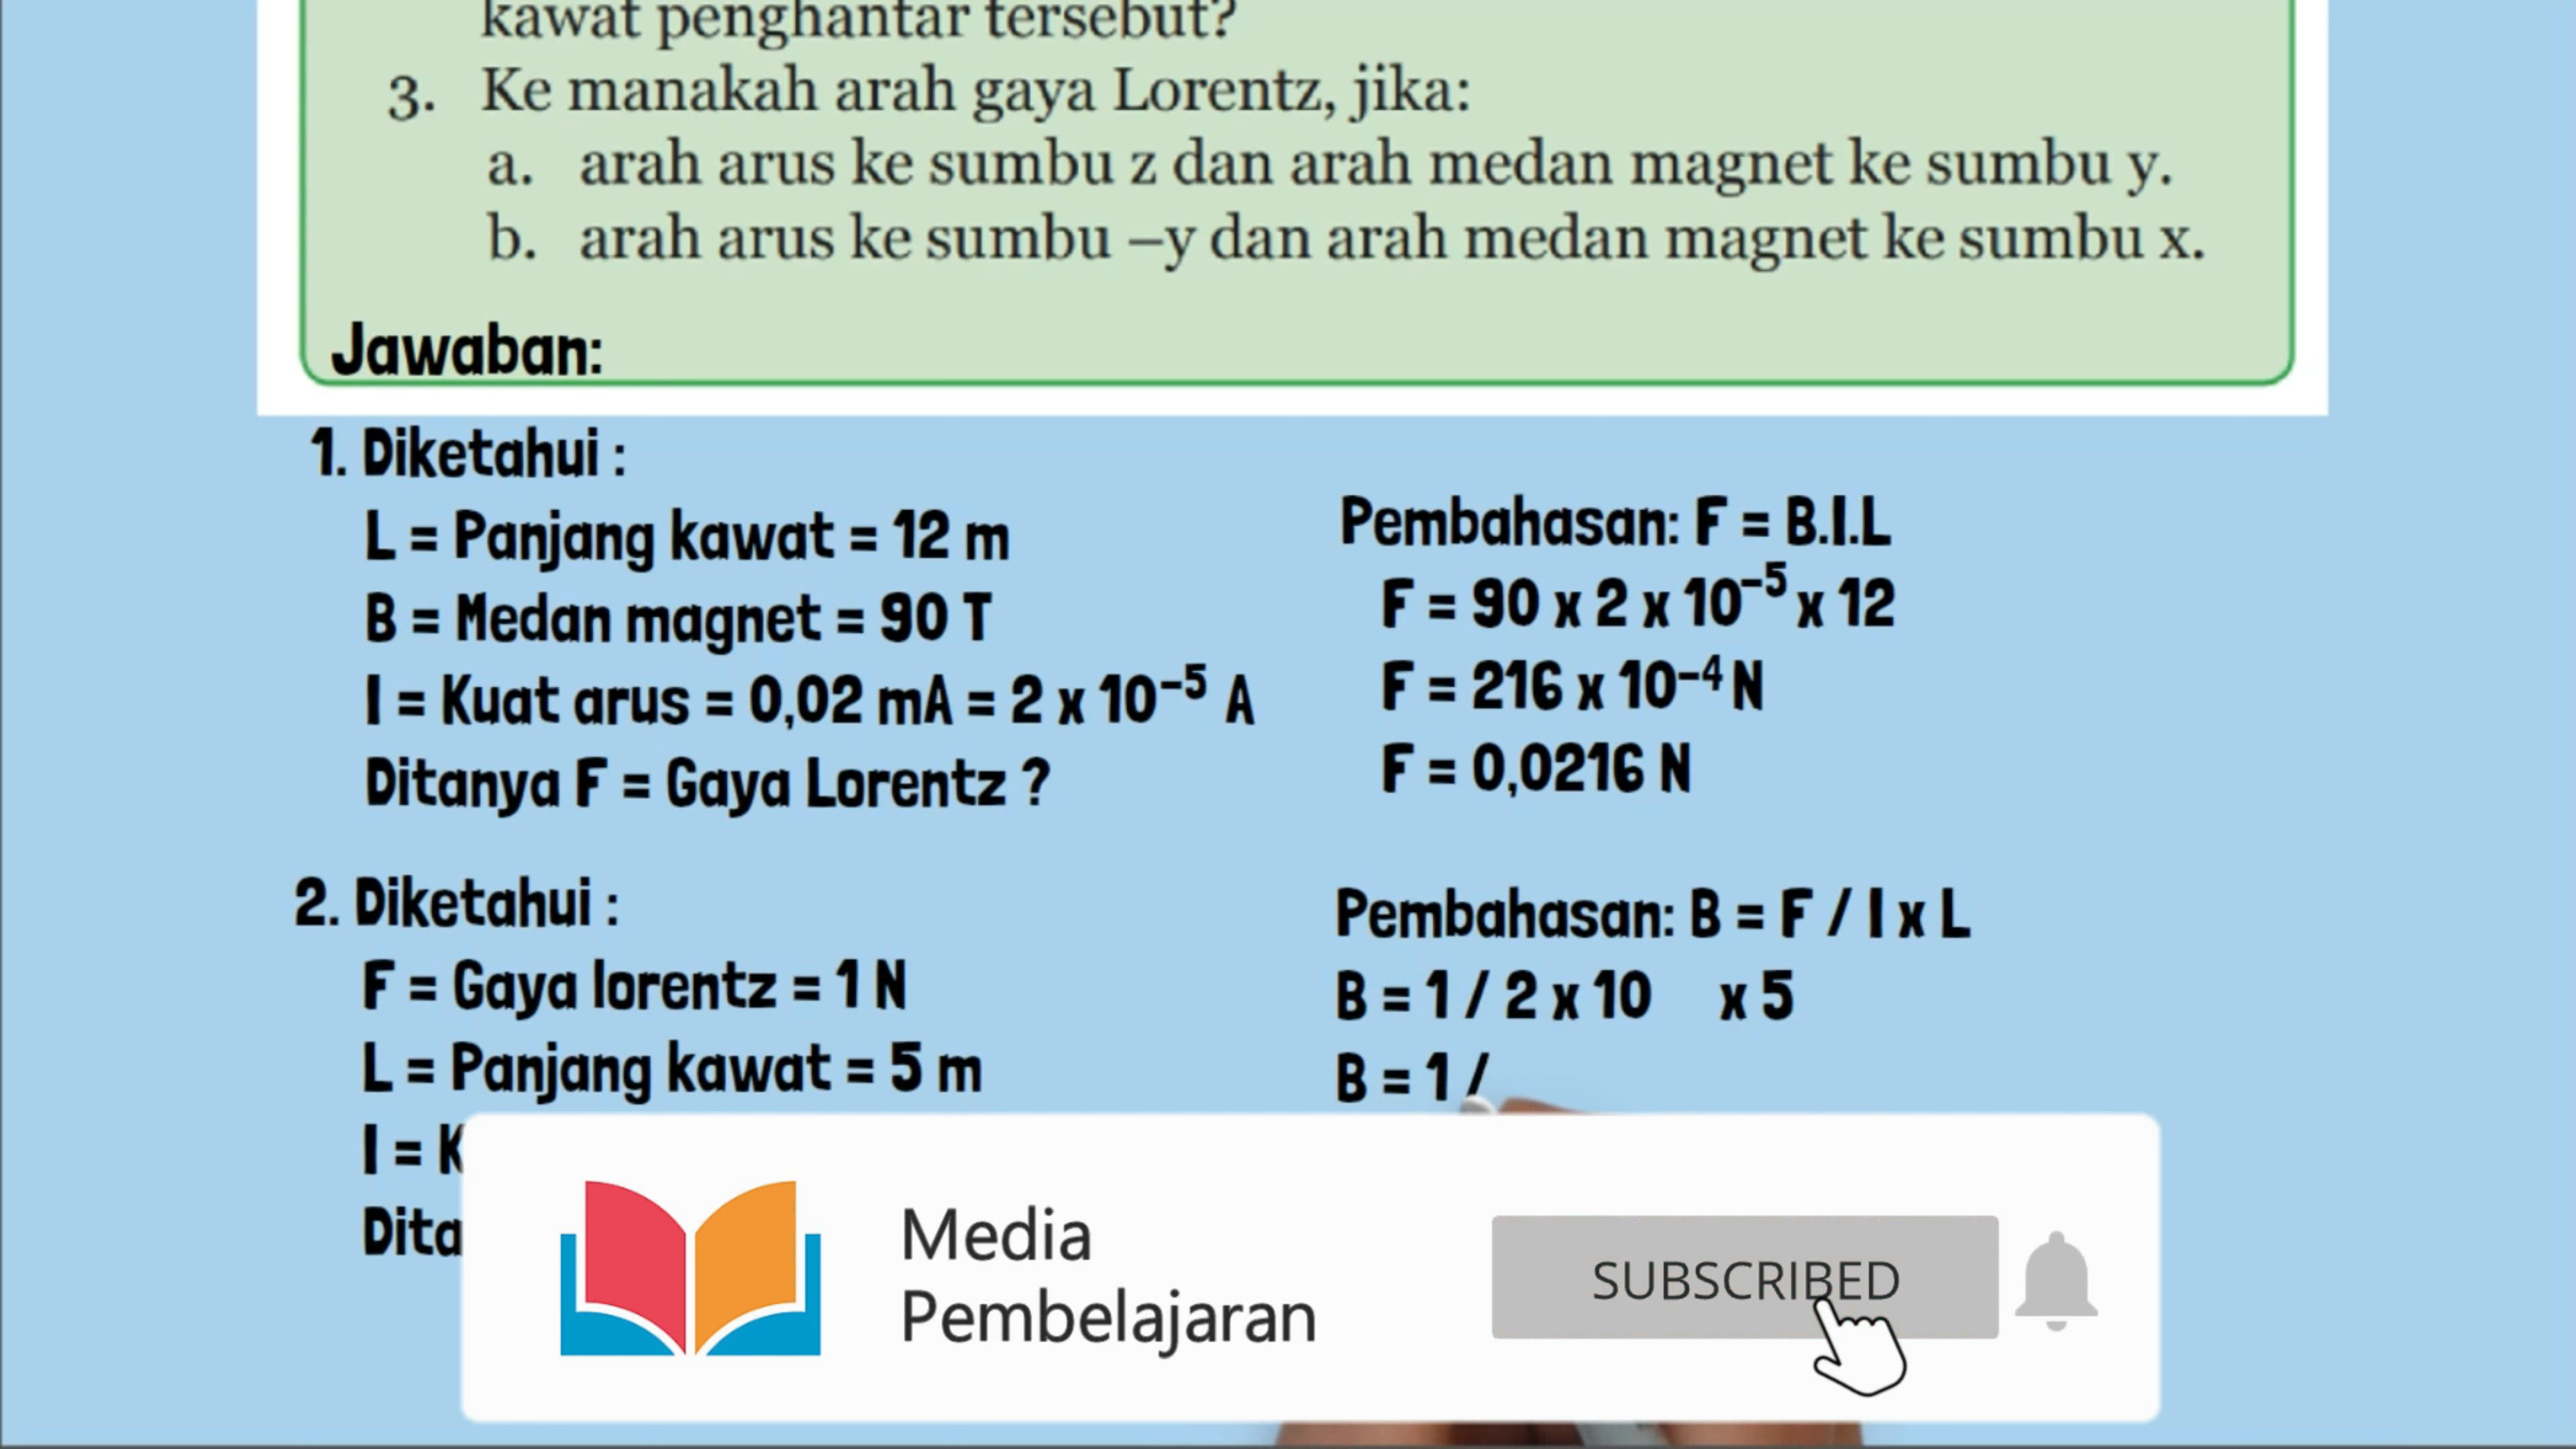 kawat penghantar tersebut?
3. Ke manakah arah gaya Lorentz, jika:
a. arah arus ke sumbu z dan arah medan magnet ke sumbu y.
b. arah arus ke sumbu –y dan arah medan magnet ke sumbu x.
Jawaban:
1. Diketahui :
L = Panjang kawat = 12 m
B = Medan magnet = 90 T
I = Kuat arus = 0,02 mA = 2 x 10⁻⁵ A
Ditanya F = Gaya Lorentz ?
Pembahasan: F = B.I.L
F = 90 x 2 x 10⁻⁵ x 12
F = 216 x 10⁻⁴ N
F = 0,0216 N
2. Diketahui :
F = Gaya lorentz = 1 N
L = Panjang kawat = 5 m
I =
Pembahasan: B = F / I x L
B = 1 / 2 x 10 x 5
B = 1 /
Media
Pembelajaran
SUBSCRIBED